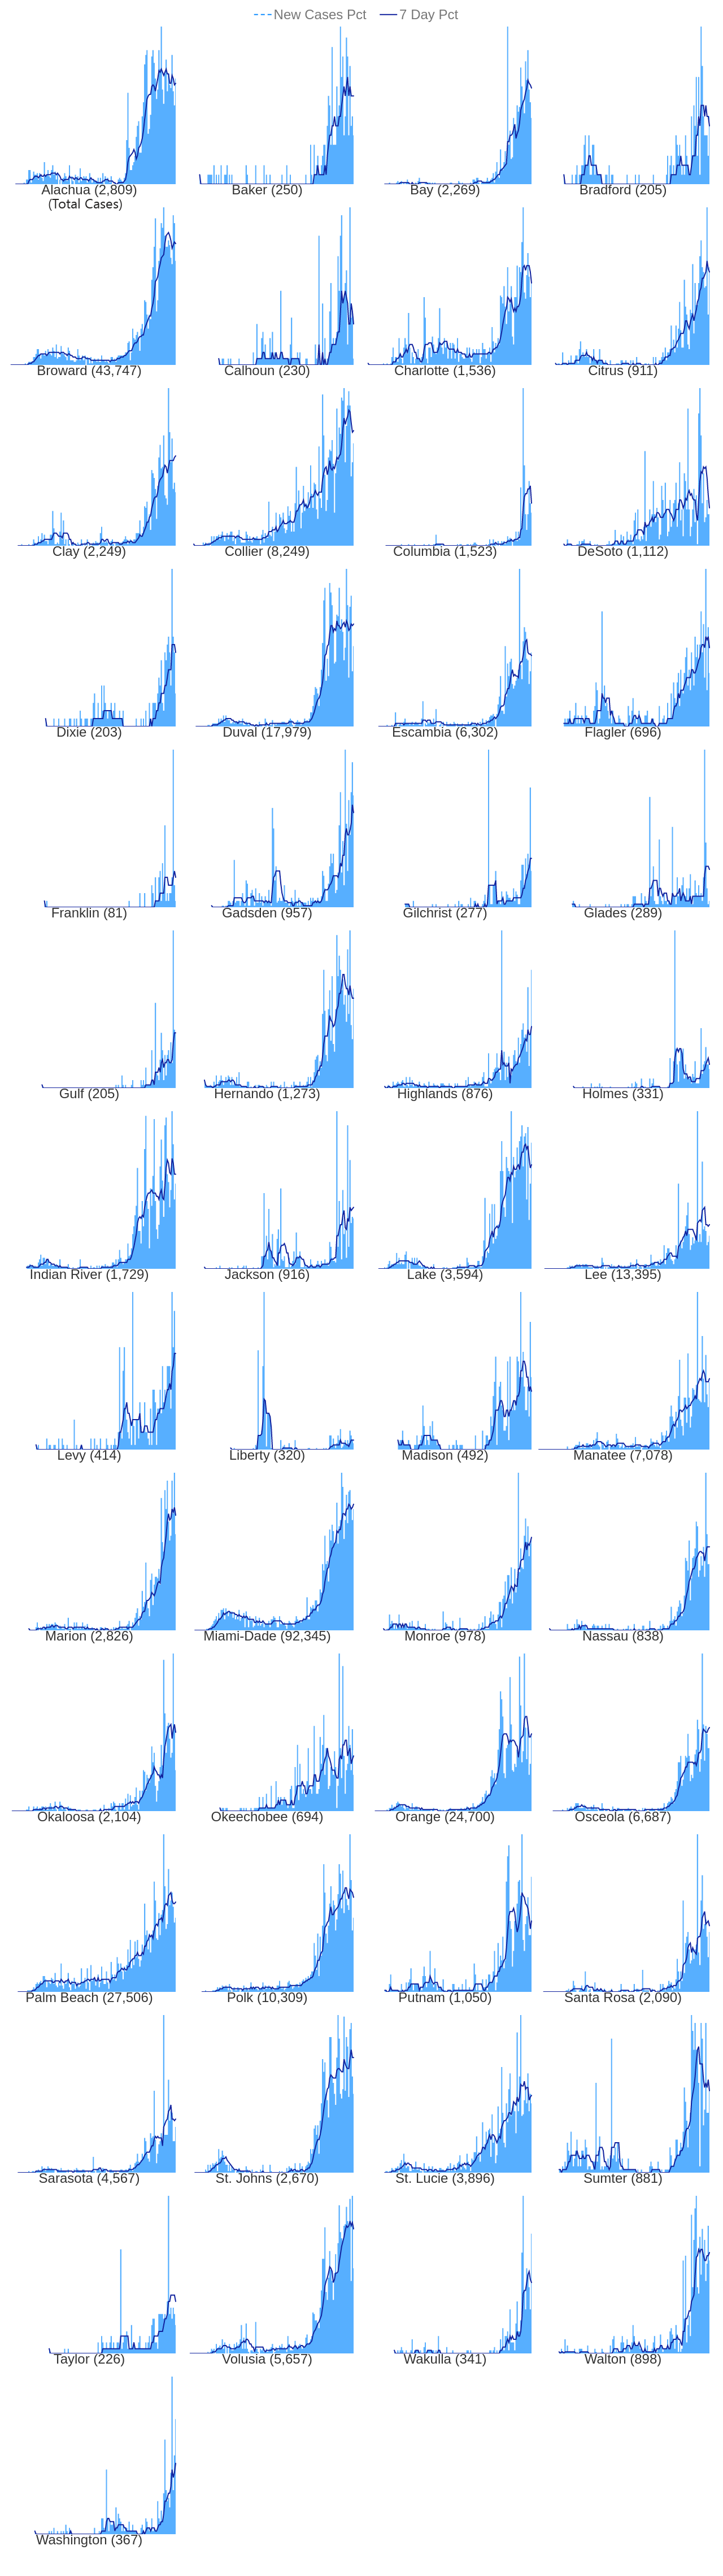 New Cases Pct 7 Day Pct
Alachua (2,809) Baker (250) Bay (2,269) Bradford (205)
(Total Cases)
Broward (43,747) Calhoun (230) Charlotte (1,536) Citrus (911)
Clay (2,249) Collier (8,249) Columbia (1,523) DeSoto (1,112)
Dixie (203) Duval (17,979) Escambia (6,302) Flagler (696)
Franklin (81) Gadsden (957) Gilchrist (277) Glades (289)
Gulf (205) Hernando (1,273) Highlands (876) Holmes (331)
Indian River (1,729) Jackson (916) Lake (3,594) Lee (13,395)
Levy (414) Liberty (320) Madison (492) Manatee (7,078)
Marion (2,826) Miami-Dade (92,345) Monroe (978) Nassau (838)
Okaloosa (2,104) Okeechobee (694) Orange (24,700) Osceola (6,687)
Palm Beach (27,506) Polk (10,309) Putnam (1,050) Santa Rosa (2,090)
Sarasota (4,567) St. Johns (2,670) St. Lucie (3,896) Sumter (881)
Taylor (226) Volusia (5,657) Wakulla (341) Walton (898)
Washington (367)